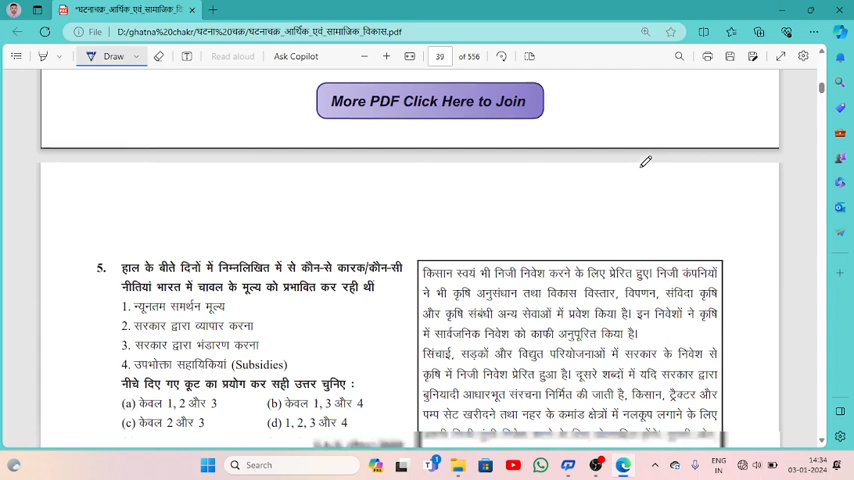 *घटनाचक्र_आर्थिक_एवं_सामाजिक_वि
File D:/ghatna%20chakr/घटना%20चक्र/घटनाचक्र_आर्थिक_एवं_सामाजिक_विकास.pdf
Draw Read aloud Ask Copilot 39 of 556
More PDF Click Here to Join
5. हाल के बीते दिनों में निम्नलिखित में से कौन-से कारक/कौन-सी
नीतियां भारत में चावल के मूल्य को प्रभावित कर रही थीं
1. न्यूनतम समर्थन मूल्य
2. सरकार द्वारा व्यापार करना
3. सरकार द्वारा भंडारण करना
4. उपभोक्ता सहायिकियां (Subsidies)
नीचे दिए गए कूट का प्रयोग कर सही उत्तर चुनिए :
(a) केवल 1, 2 और 3 (b) केवल 1, 3 और 4
(c) केवल 2 और 3 (d) 1, 2, 3 और 4
किसान स्वयं भी निजी निवेश करने के लिए प्रेरित हुए। निजी कंपनियों
ने भी कृषि अनुसंधान तथा विकास विस्तार, विपणन, संविदा कृषि
और कृषि संबंधी अन्य सेवाओं में प्रवेश किया है। इन निवेशों ने कृषि
में सार्वजनिक निवेश को काफी अनुपूरित किया है।
सिंचाई, सड़कों और विद्युत परियोजनाओं में सरकार के निवेश से
कृषि में निजी निवेश प्रेरित हुआ है। दूसरे शब्दों में यदि सरकार द्वारा
बुनियादी आधारभूत संरचना निर्मित की जाती है, किसान, ट्रैक्टर और
पम्प सेट खरीदने तथा नहर के कमांड क्षेत्रों में नलकूप लगाने के लिए
Search
ENG
IN
14:34
03-01-2024